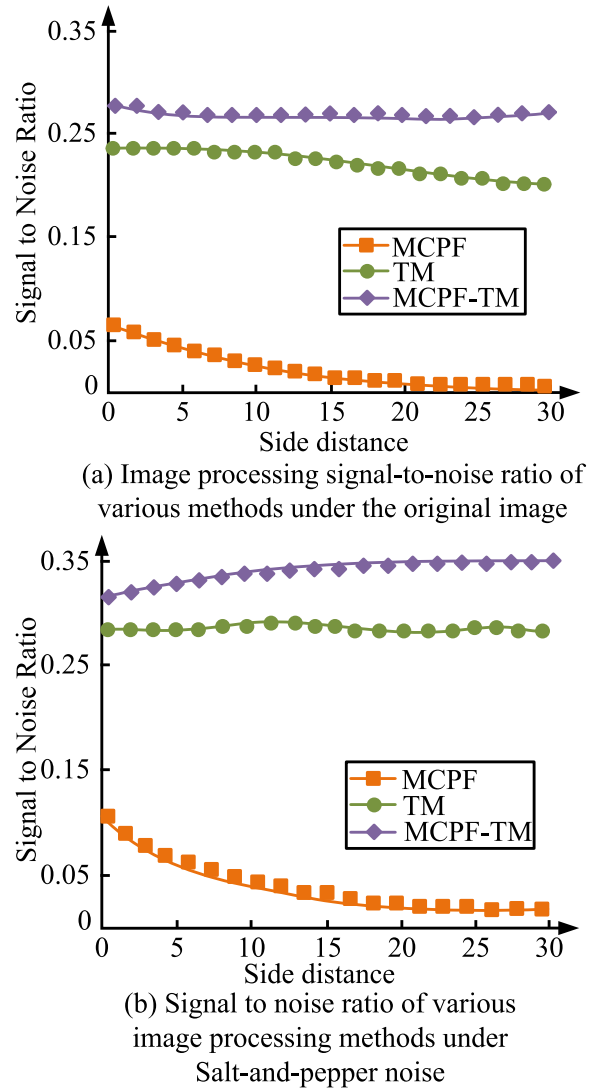 0.35
0.25
0.15
0.05
0
Signal to Noise Ratio
MCPF
TM
MCPF-TM
0 5 10 15 20 25 30
Side distance
(a) Image processing signal-to-noise ratio of
various methods under the original image
0.35
0.25
0.15
0.05
0
Signal to Noise Ratio
MCPF
TM
MCPF-TM
0 5 10 15 20 25 30
Side distance
(b) Signal to noise ratio of various
image processing methods under
Salt-and-pepper noise